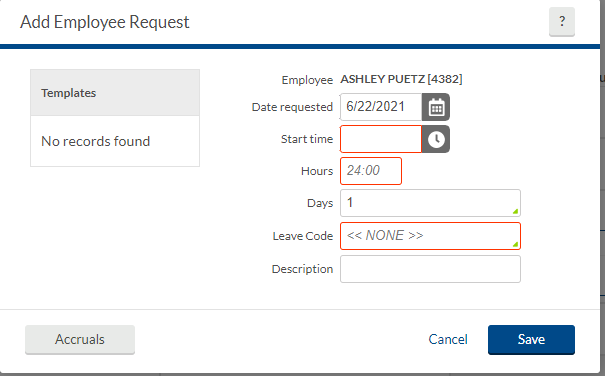 Add Employee Request
?
Templates
No records found
Employee ASHLEY PUETZ [4382]
Date requested 6/22/2021
Start time
Hours 24:00
Days 1
Leave Code << NONE >>
Description
Accruals
Cancel
Save